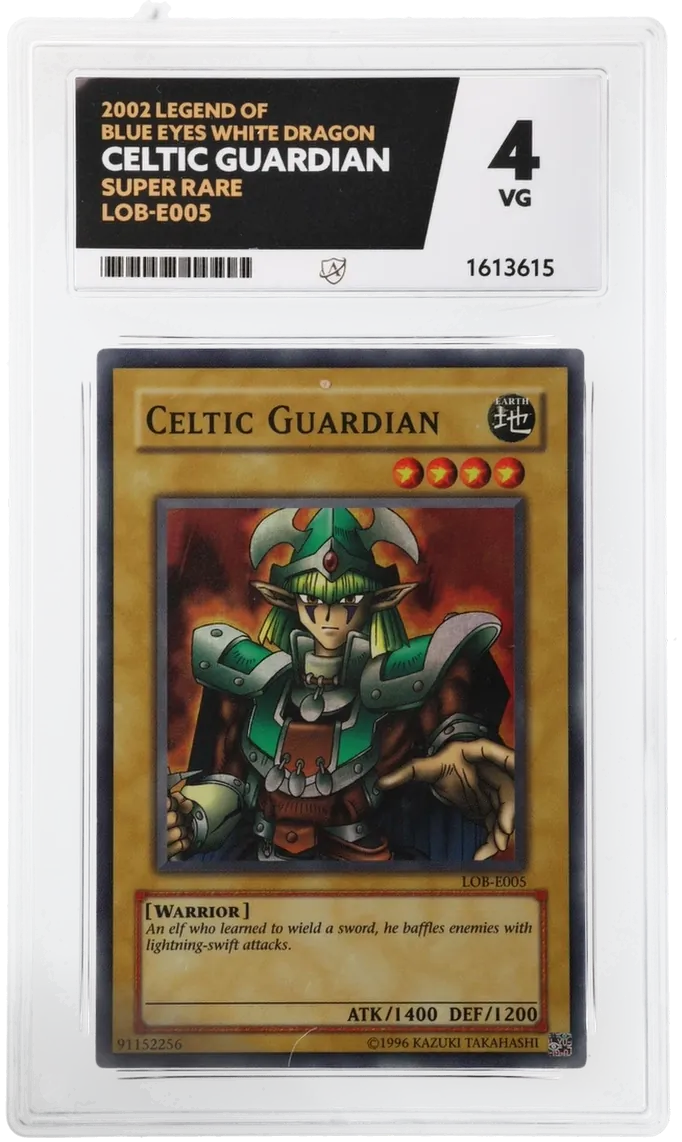 2002 LEGEND OF
BLUE EYES WHITE DRAGON
CELTIC GUARDIAN
SUPER RARE
LOB-E005
4
VG
1613615
CELTIC GUARDIAN
EARTH
地
LOB-E005
[WARRIOR]
An elf who learned to wield a sword, he baffles enemies with
lightning-swift attacks.
ATK/1400 DEF/1200
91152256
©1996 KAZUKI TAKAHASHI